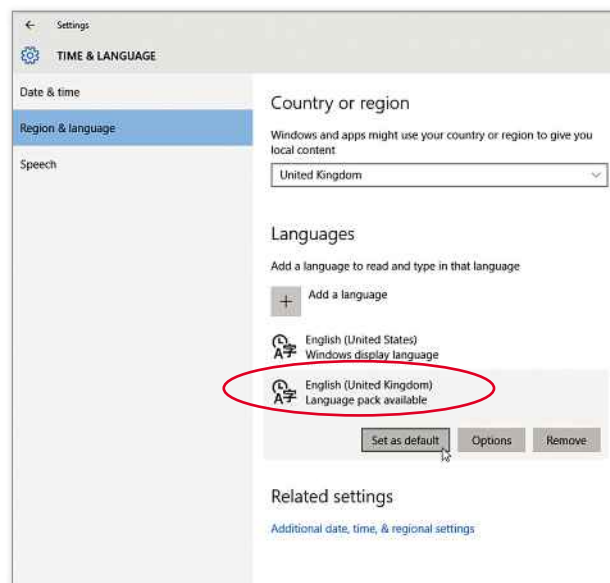 Settings
TIME & LANGUAGE
Date & time
Region & language
Speech
Country or region
Windows and apps might use your country or region to give you
local content
United Kingdom
Languages
Add a language to read and type in that language
Add a language
English (United States)
Windows display language
English (United Kingdom)
Language pack available
Set as default
Options
Remove
Related settings
Additional date, time, & regional settings